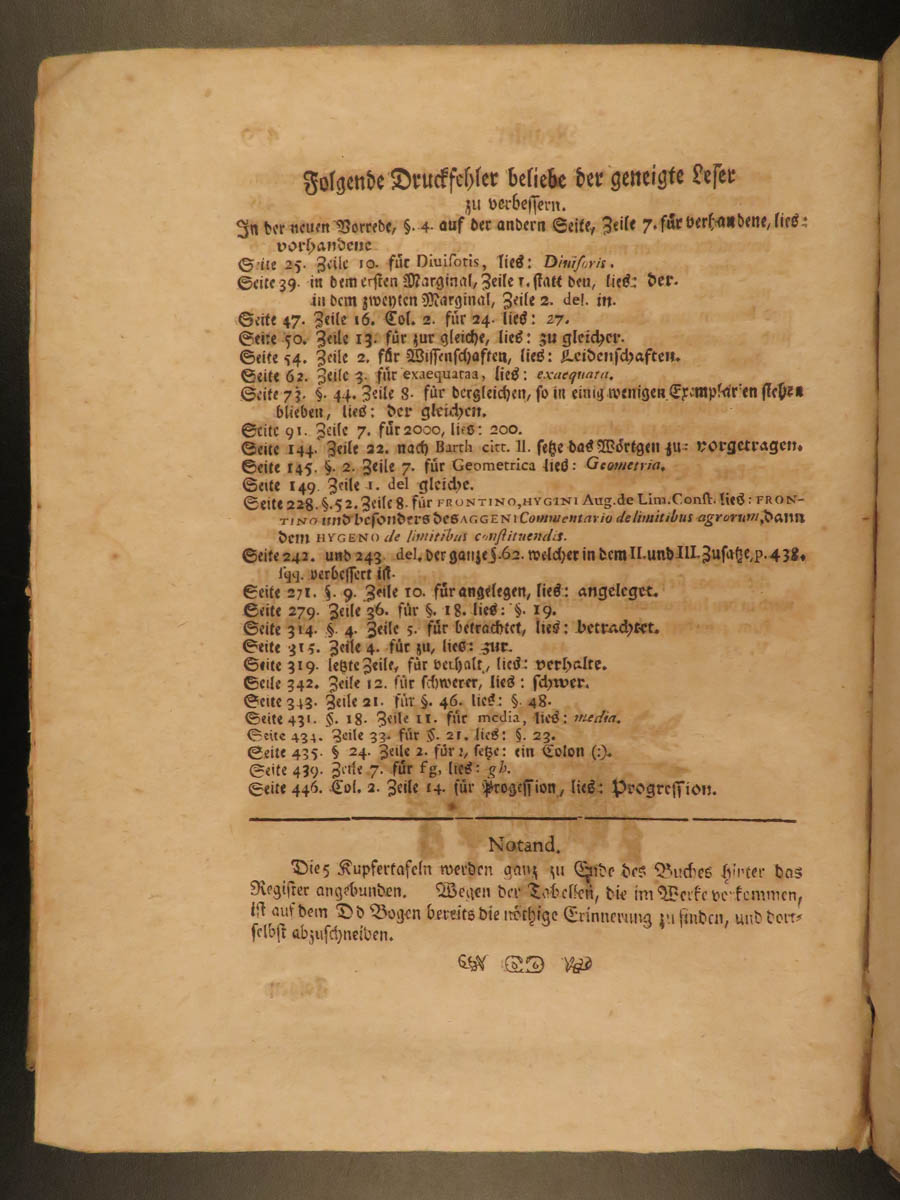 Folgende Druckfehler beliebe der geneigte Leser
zu verbessern.
In der neuen Vorrede, §. 4. auf der andern Seite, Zeile 7. für verhandene, lies:
vorhandene
Seite 25. Zeile 10. für Diuisoris, lies: Divisoris.
Seite 39. in dem ersten Marginal, Zeile 1. statt den, lies: der.
in dem zweyten Marginal, Zeile 2. del. in.
Seite 47. Zeile 16. Col. 2. für 24. lies: 27.
Seite 50. Zeile 13. für zur gleiche, lies: zu gleicher.
Seite 54. Zeile 2. für Wissenschaften, lies: Leidenschaften.
Seite 62. Zeile 3. für exaequataa, lies: exaequata.
Seite 73. §. 44. Zeile 8. für dergleichen, so in einig wenigen Exemplarien stehen
blieben, lies: der gleichen.
Seite 91. Zeile 7. für 2000, lies: 200.
Seite 144. Zeile 22. nach Barth citt. ll. setze das Wörtgen zu: vorgetragen.
Seite 145. §. 2. Zeile 7. für Geometrica lies: Geometria.
Seite 149. Zeile 1. del gleiche.
Seite 228. §. 52. Zeile 8. für FRONTINO, HYGINI Aug. de Lim. Const. lies: FRON-
TINO und besonders des AGGENI Commentario de limitibus agrorum, dann
dem HYGENO de limitibus constituendis.
Seite 242. und 243. del. der ganze §. 62. welcher in dem II. und III. Zusatze, p. 438.
sqq. verbessert ist.
Seite 271. §. 9. Zeile 10. für angelegen, lies: angeleget.
Seite 279. Zeile 36. für §. 18. lies: §. 19.
Seite 314. §. 4. Zeile 5. für betrachtet, lies: betrachtet.
Seite 315. Zeile 4. für zu, lies: zur.
Seite 319. letzte Zeile, für verhalt, lies: verhalte.
Seite 342. Zeile 12. für schwerer, lies: schwer.
Seite 343. Zeile 21. für §. 46. lies: §. 48.
Seite 431. §. 18. Zeile 11. für media, lies: media.
Seite 434. Zeile 33. für §. 21. lies: §. 23.
Seite 435. § 24. Zeile 2. für ;, setze: ein Colon (:).
Seite 439. Zeile 7. für fg, lies: gh.
Seite 446. Col. 2. Zeile 14. für Progession, lies: Progression.
Notand.
Die 5 Kupfertafeln werden ganz zu Ende des Buches hinter das
Register angebunden. Wegen der Tabellen, die im Werke vorkommen,
ist auf dem Dd Bogen bereits die nöthige Erinnerung zu finden, und dort-
selbst abzuschneiden.